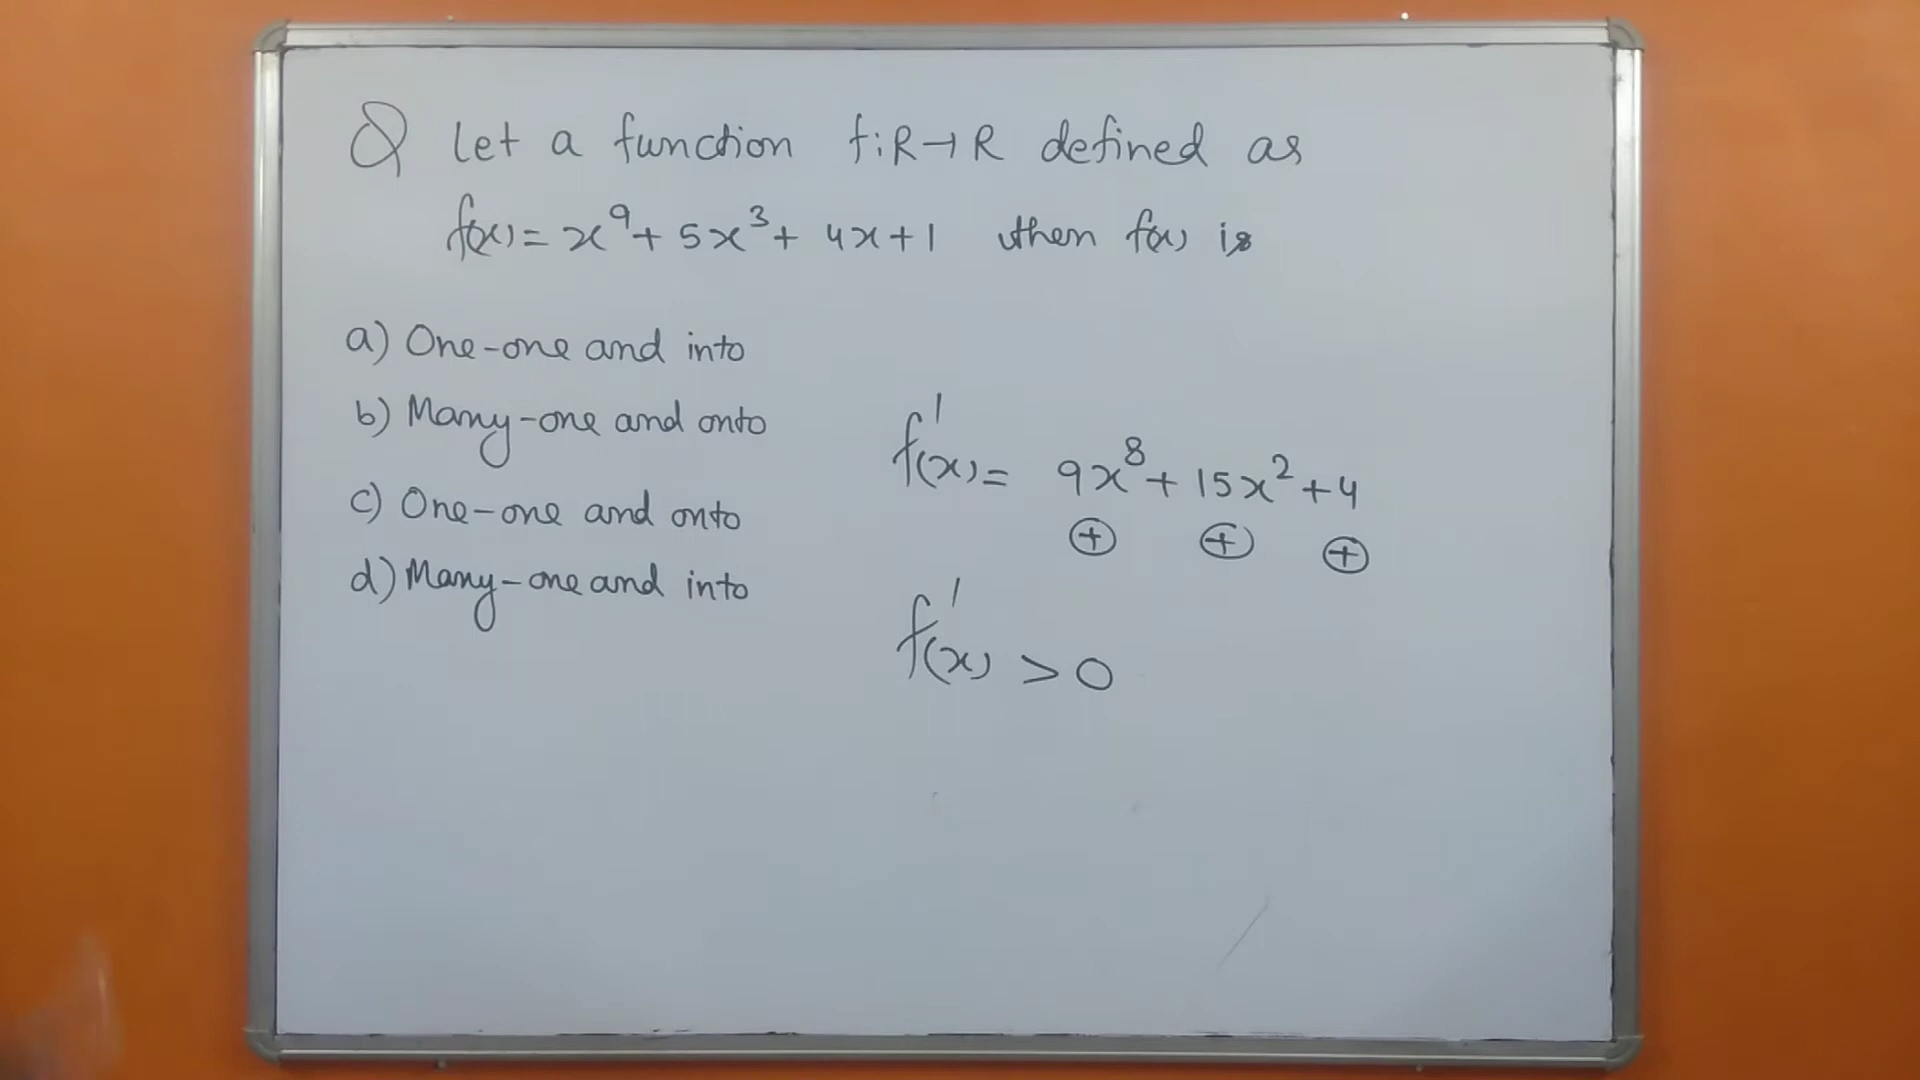 Q Let a function f:R→R defined as
f(x) = x⁹ + 5x³ + 4x + 1 then f(x) is
a) One-one and into
b) Many-one and onto
c) One-one and onto
d) Many-one and into
f'(x) = 9x⁸ + 15x² + 4
⊕ ⊕ ⊕
f'(x) > 0